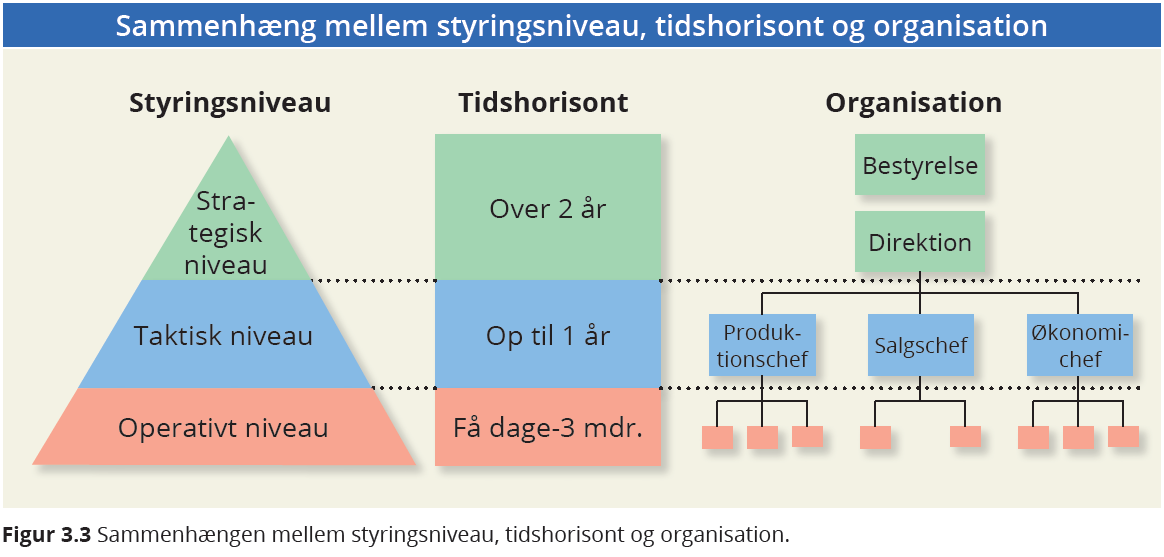 Sammenhæng mellem styringsniveau, tidshorisont og organisation
Styringsniveau
Tidshorisont
Organisation
Stra-
tegisk
niveau
Over 2 år
Bestyrelse
Direktion
Taktisk niveau
Op til 1 år
Produk-
tionschef
Salgschef
Økonomi-
chef
Operativt niveau
Få dage-3 mdr.
Figur 3.3 Sammenhængen mellem styringsniveau, tidshorisont og organisation.